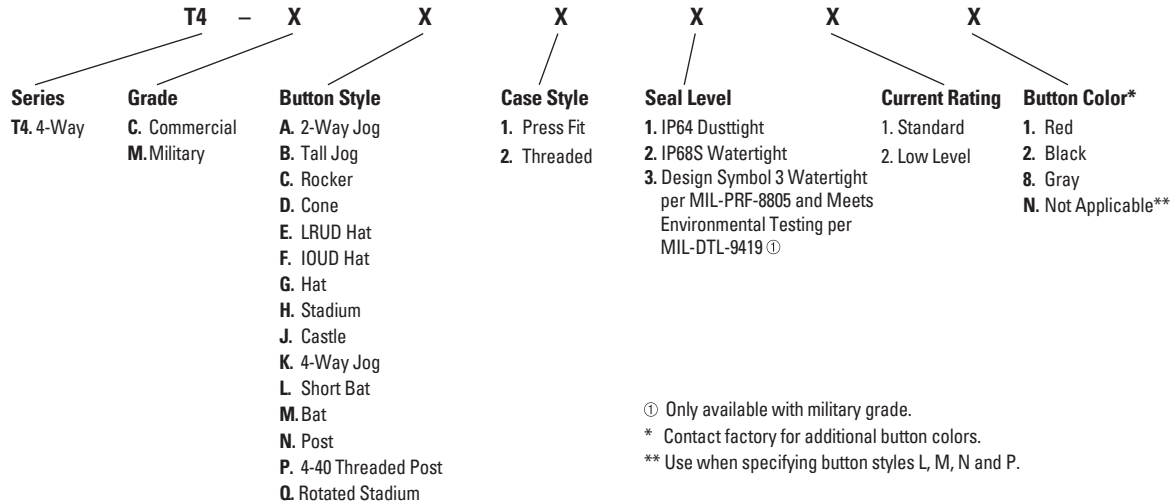 T4 – X X X X X X
Series
T4. 4-Way
Grade
C. Commercial
M. Military
Button Style
A. 2-Way Jog
B. Tall Jog
C. Rocker
D. Cone
E. LRUD Hat
F. IOUD Hat
G. Hat
H. Stadium
J. Castle
K. 4-Way Jog
L. Short Bat
M. Bat
N. Post
P. 4-40 Threaded Post
Q. Rotated Stadium
Case Style
1. Press Fit
2. Threaded
Seal Level
1. IP64 Dusttight
2. IP68S Watertight
3. Design Symbol 3 Watertight
per MIL-PRF-8805 and Meets
Environmental Testing per
MIL-DTL-9419 ①
Current Rating
1. Standard
2. Low Level
Button Color*
1. Red
2. Black
8. Gray
N. Not Applicable**
① Only available with military grade.
* Contact factory for additional button colors.
** Use when specifying button styles L, M, N and P.